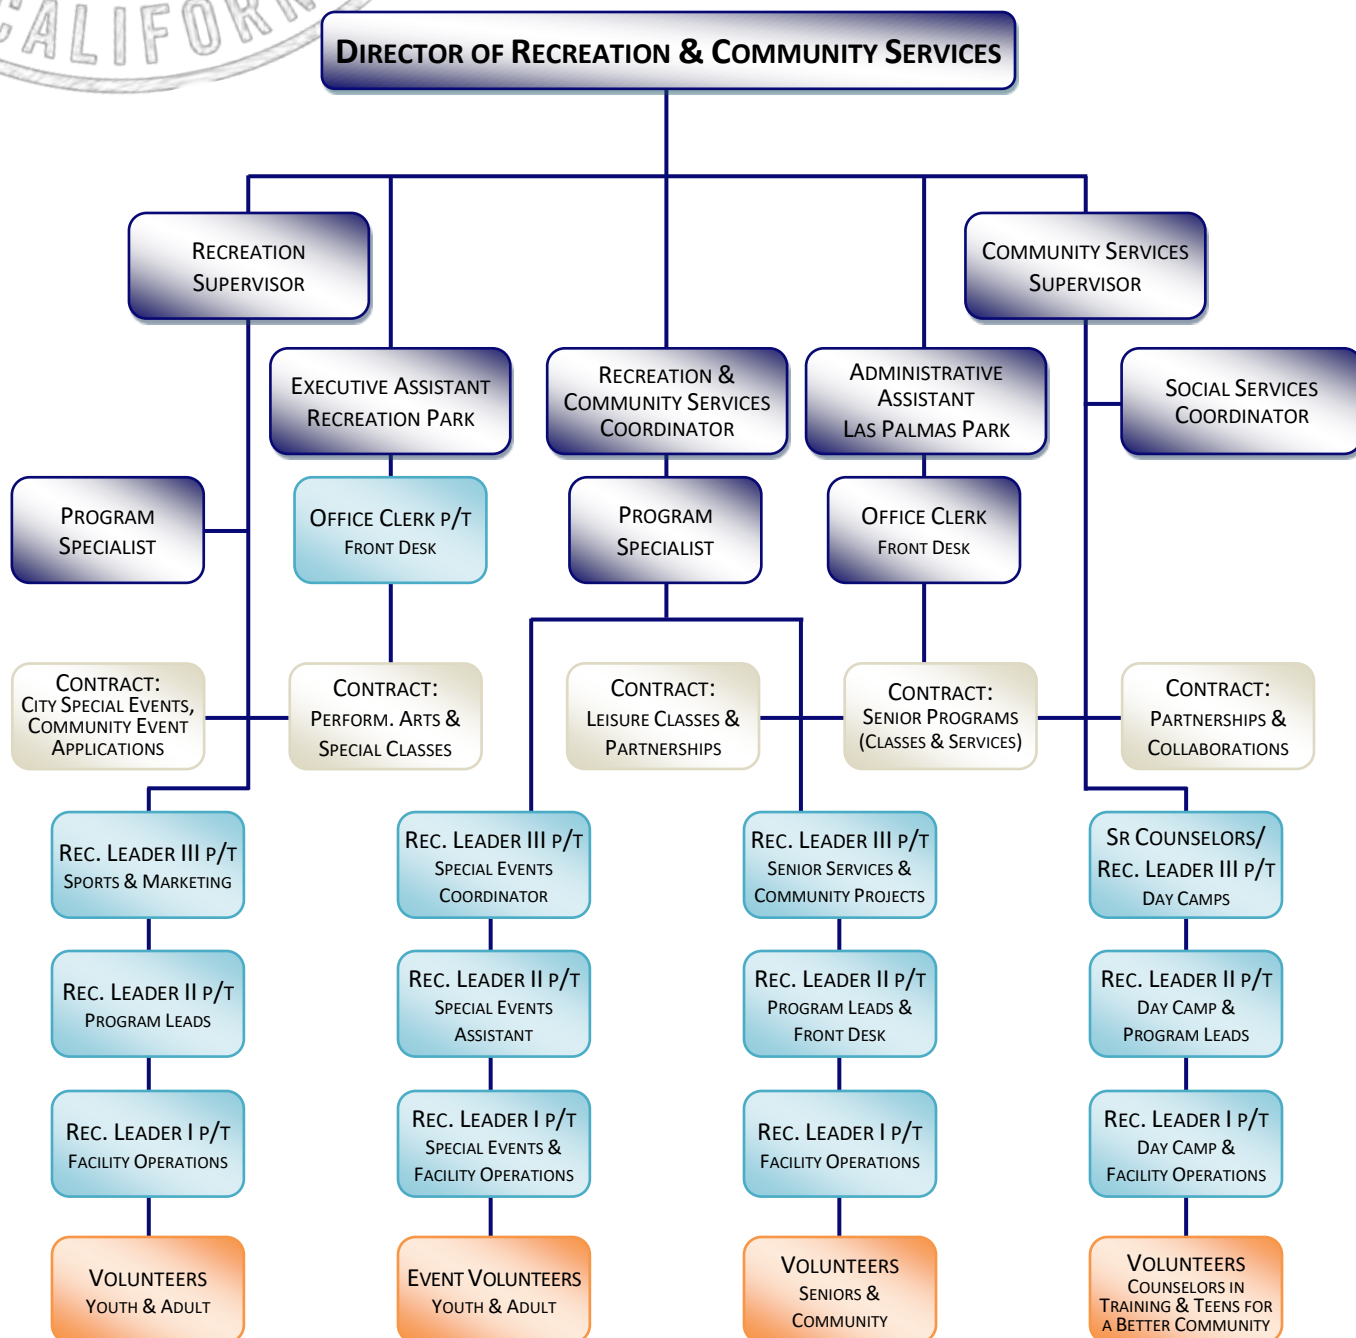 CALIFORN
DIRECTOR OF RECREATION & COMMUNITY SERVICES
RECREATION
SUPERVISOR
COMMUNITY SERVICES
SUPERVISOR
EXECUTIVE ASSISTANT
RECREATION PARK
RECREATION &
COMMUNITY SERVICES
COORDINATOR
ADMINISTRATIVE
ASSISTANT
LAS PALMAS PARK
SOCIAL SERVICES
COORDINATOR
PROGRAM
SPECIALIST
OFFICE CLERK P/T
FRONT DESK
PROGRAM
SPECIALIST
OFFICE CLERK
FRONT DESK
CONTRACT:
CITY SPECIAL EVENTS,
COMMUNITY EVENT
APPLICATIONS
CONTRACT:
PERFORM. ARTS &
SPECIAL CLASSES
CONTRACT:
LEISURE CLASSES &
PARTNERSHIPS
CONTRACT:
SENIOR PROGRAMS
(CLASSES & SERVICES)
CONTRACT:
PARTNERSHIPS &
COLLABORATIONS
REC. LEADER III P/T
SPORTS & MARKETING
REC. LEADER III P/T
SPECIAL EVENTS
COORDINATOR
REC. LEADER III P/T
SENIOR SERVICES &
COMMUNITY PROJECTS
SR COUNSELORS/
REC. LEADER III P/T
DAY CAMPS
REC. LEADER II P/T
PROGRAM LEADS
REC. LEADER II P/T
SPECIAL EVENTS
ASSISTANT
REC. LEADER II P/T
PROGRAM LEADS &
FRONT DESK
REC. LEADER II P/T
DAY CAMP &
PROGRAM LEADS
REC. LEADER I P/T
FACILITY OPERATIONS
REC. LEADER I P/T
SPECIAL EVENTS &
FACILITY OPERATIONS
REC. LEADER I P/T
FACILITY OPERATIONS
REC. LEADER I P/T
DAY CAMP &
FACILITY OPERATIONS
VOLUNTEERS
YOUTH & ADULT
EVENT VOLUNTEERS
YOUTH & ADULT
VOLUNTEERS
SENIORS &
COMMUNITY
VOLUNTEERS
COUNSELORS IN
TRAINING & TEENS FOR
A BETTER COMMUNITY